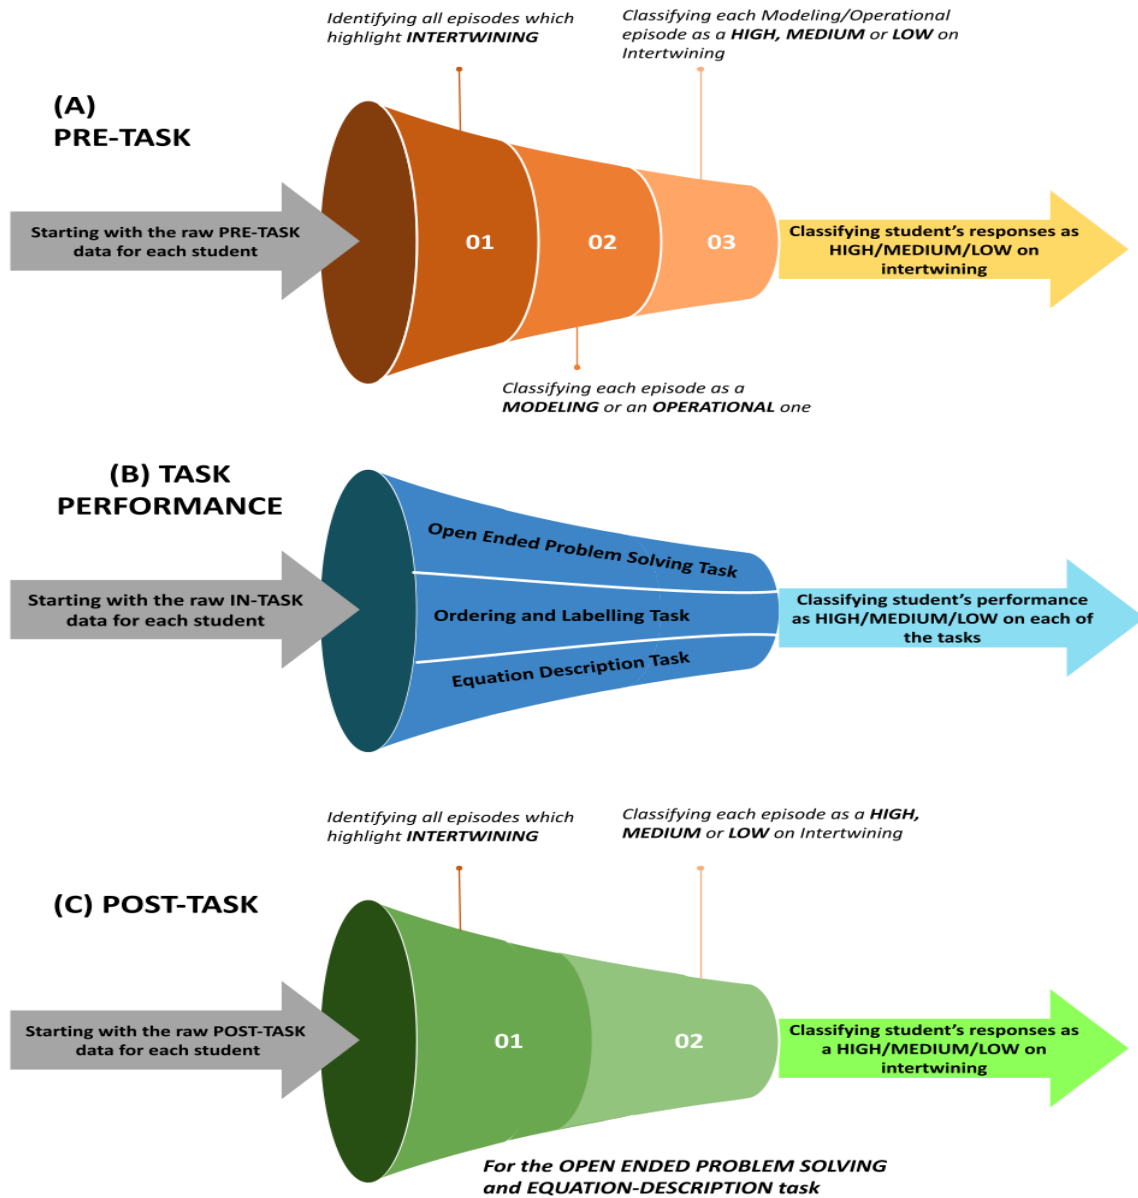 Identifying all episodes which
highlight INTERTWINING
Classifying each Modeling/Operational
episode as a HIGH, MEDIUM or LOW on
Intertwining
(A)
PRE-TASK
Starting with the raw PRE-TASK
data for each student
01
02
03
Classifying student's responses as
HIGH/MEDIUM/LOW on
intertwining
Classifying each episode as a
MODELING or an OPERATIONAL one
(B) TASK
PERFORMANCE
Starting with the raw IN-TASK
data for each student
Open Ended Problem Solving Task
Ordering and Labelling Task
Equation Description Task
Classifying student's performance
as HIGH/MEDIUM/LOW on each of
the tasks
Identifying all episodes which
highlight INTERTWINING
Classifying each episode as a HIGH,
MEDIUM or LOW on Intertwining
(C) POST-TASK
Starting with the raw POST-TASK
data for each student
01
02
Classifying student's responses as
a HIGH/MEDIUM/LOW on
intertwining
For the OPEN ENDED PROBLEM SOLVING
and EQUATION-DESCRIPTION task